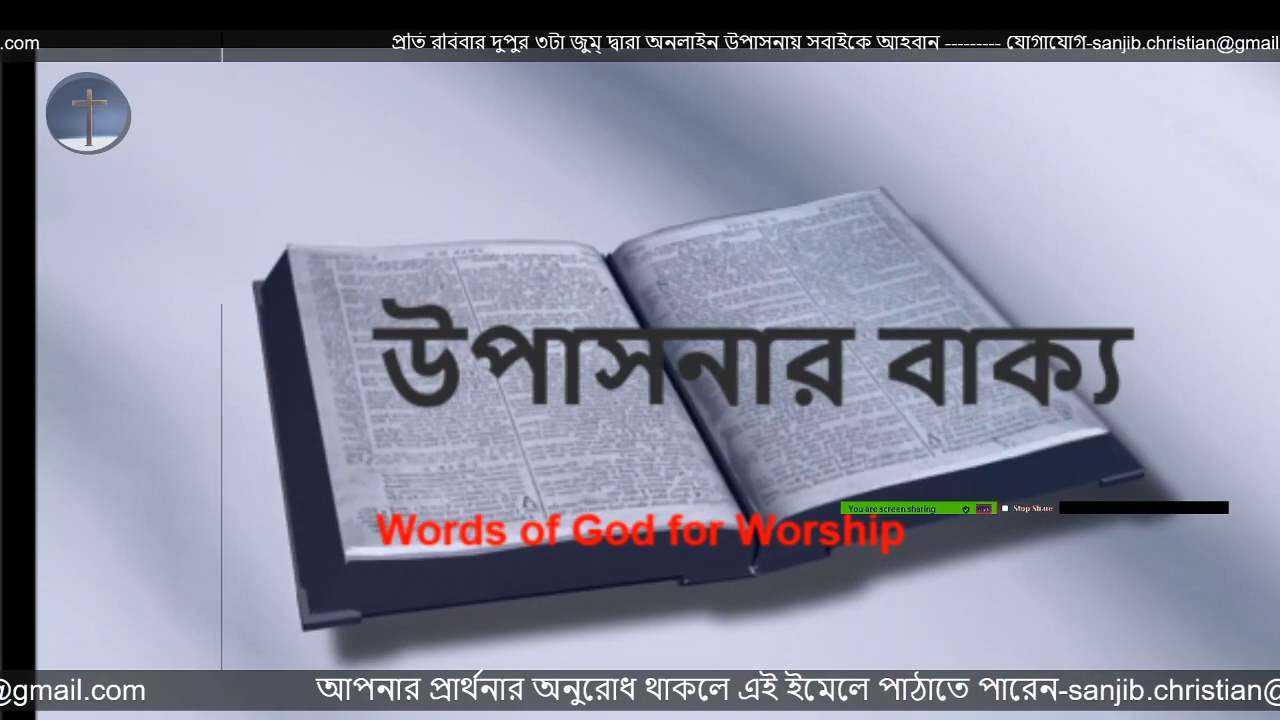 .com প্রতি রবিবার দুপুর ৩টা জুম্ দ্বারা অনলাইন উপাসনায় সবাইকে আহবান --------- যোগাযোগ-sanjib.christian@gmail
উপাসনার বাক্য
You are screen sharing Stop Share
Words of God for Worship
@gmail.com আপনার প্রার্থনার অনুরোধ থাকলে এই ইমেলে পাঠাতে পারেন-sanjib.christian@